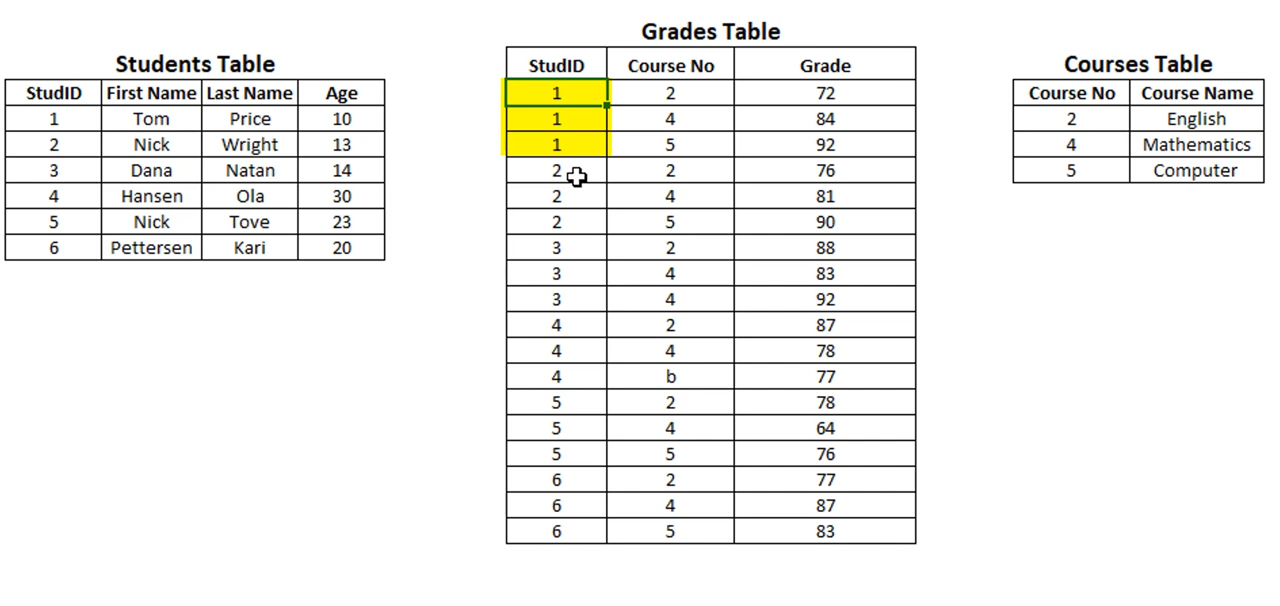 Students Table
StudID First Name Last Name Age
1 Tom Price 10
2 Nick Wright 13
3 Dana Natan 14
4 Hansen Ola 30
5 Nick Tove 23
6 Pettersen Kari 20
Grades Table
StudID Course No Grade
1 2 72
1 4 84
1 5 92
2 2 76
2 4 81
2 5 90
3 2 88
3 4 83
3 4 92
4 2 87
4 4 78
4 b 77
5 2 78
5 4 64
5 5 76
6 2 77
6 4 87
6 5 83
Courses Table
Course No Course Name
2 English
4 Mathematics
5 Computer